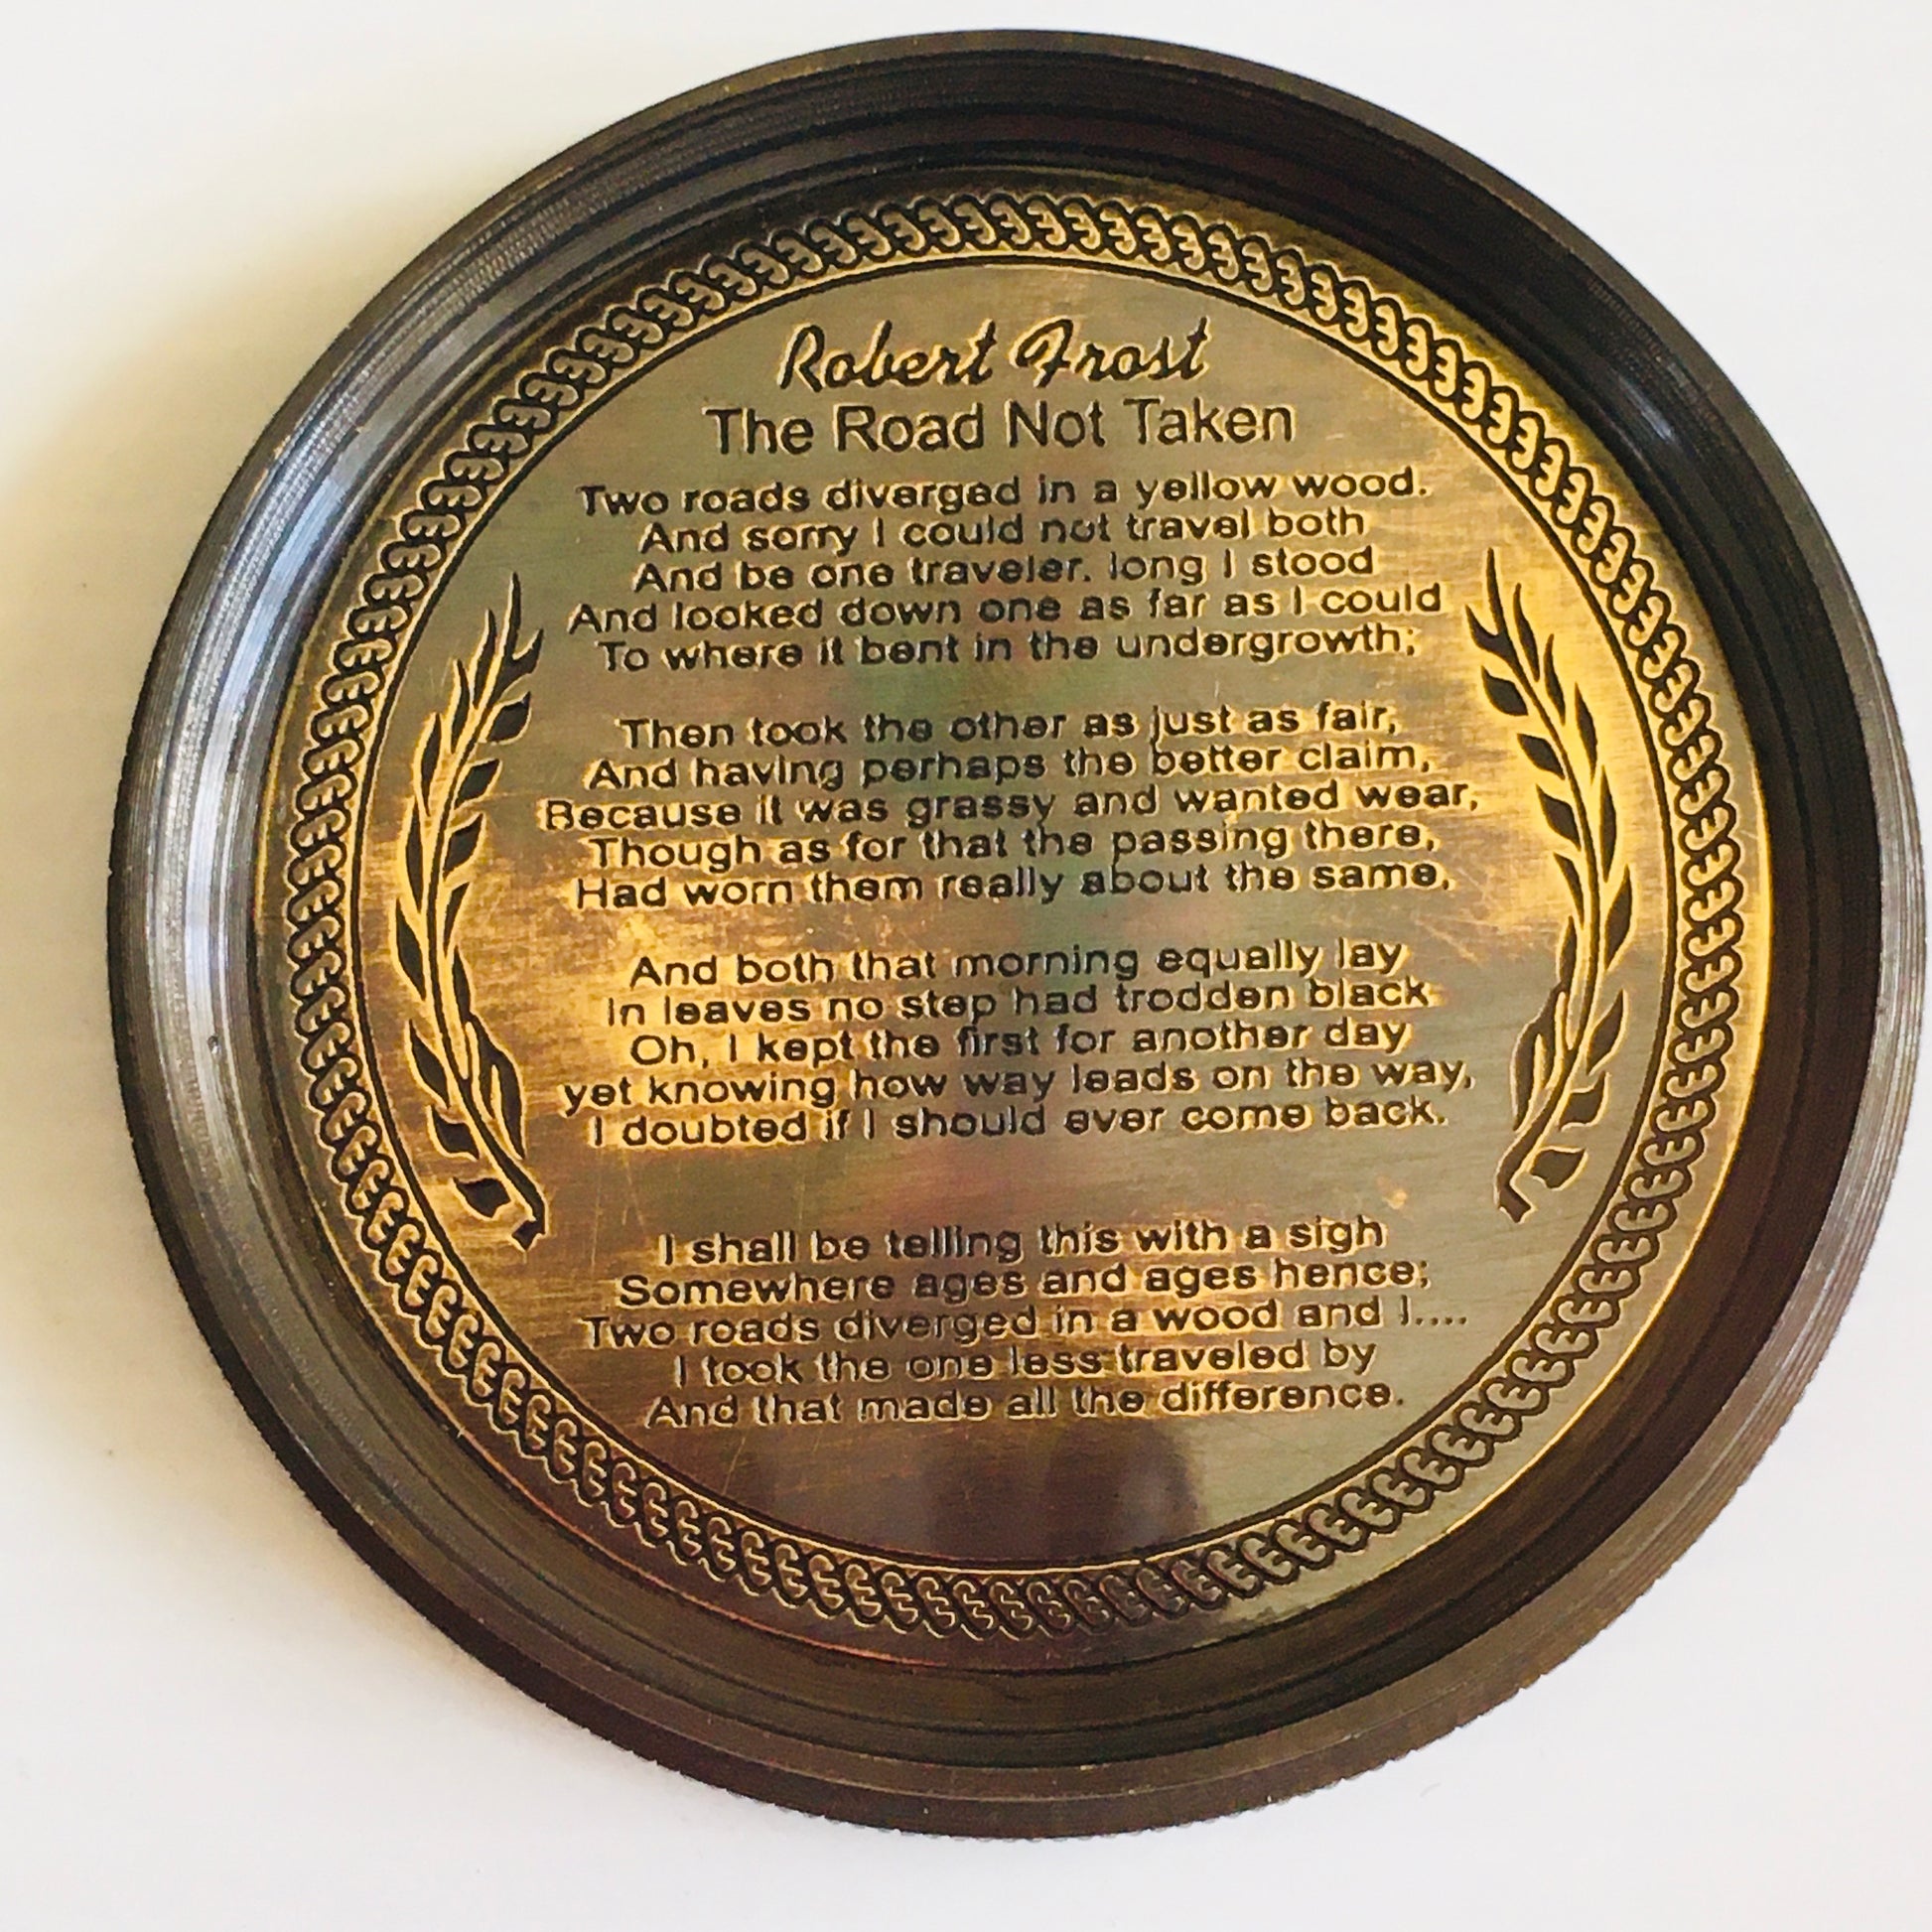 Robert Frost
The Road Not Taken
Two roads diverged in a yellow wood.
And sorry I could not travel both
And be one traveler. long I stood
And looked down one as far as I could
To where it bent in the undergrowth;
Then took the other as just as fair,
And having perhaps the better claim,
Because it was grassy and wanted wear,
Though as for that the passing there,
Had worn them really about the same,
And both that morning equally lay
In leaves no step had trodden black
Oh, I kept the first for another day
yet knowing how way leads on the way,
I doubted if I should ever come back.
I shall be telling this with a sigh
Somewhere ages and ages hence;
Two roads diverged in a wood and I....
I took the one less traveled by
And that made all the difference.